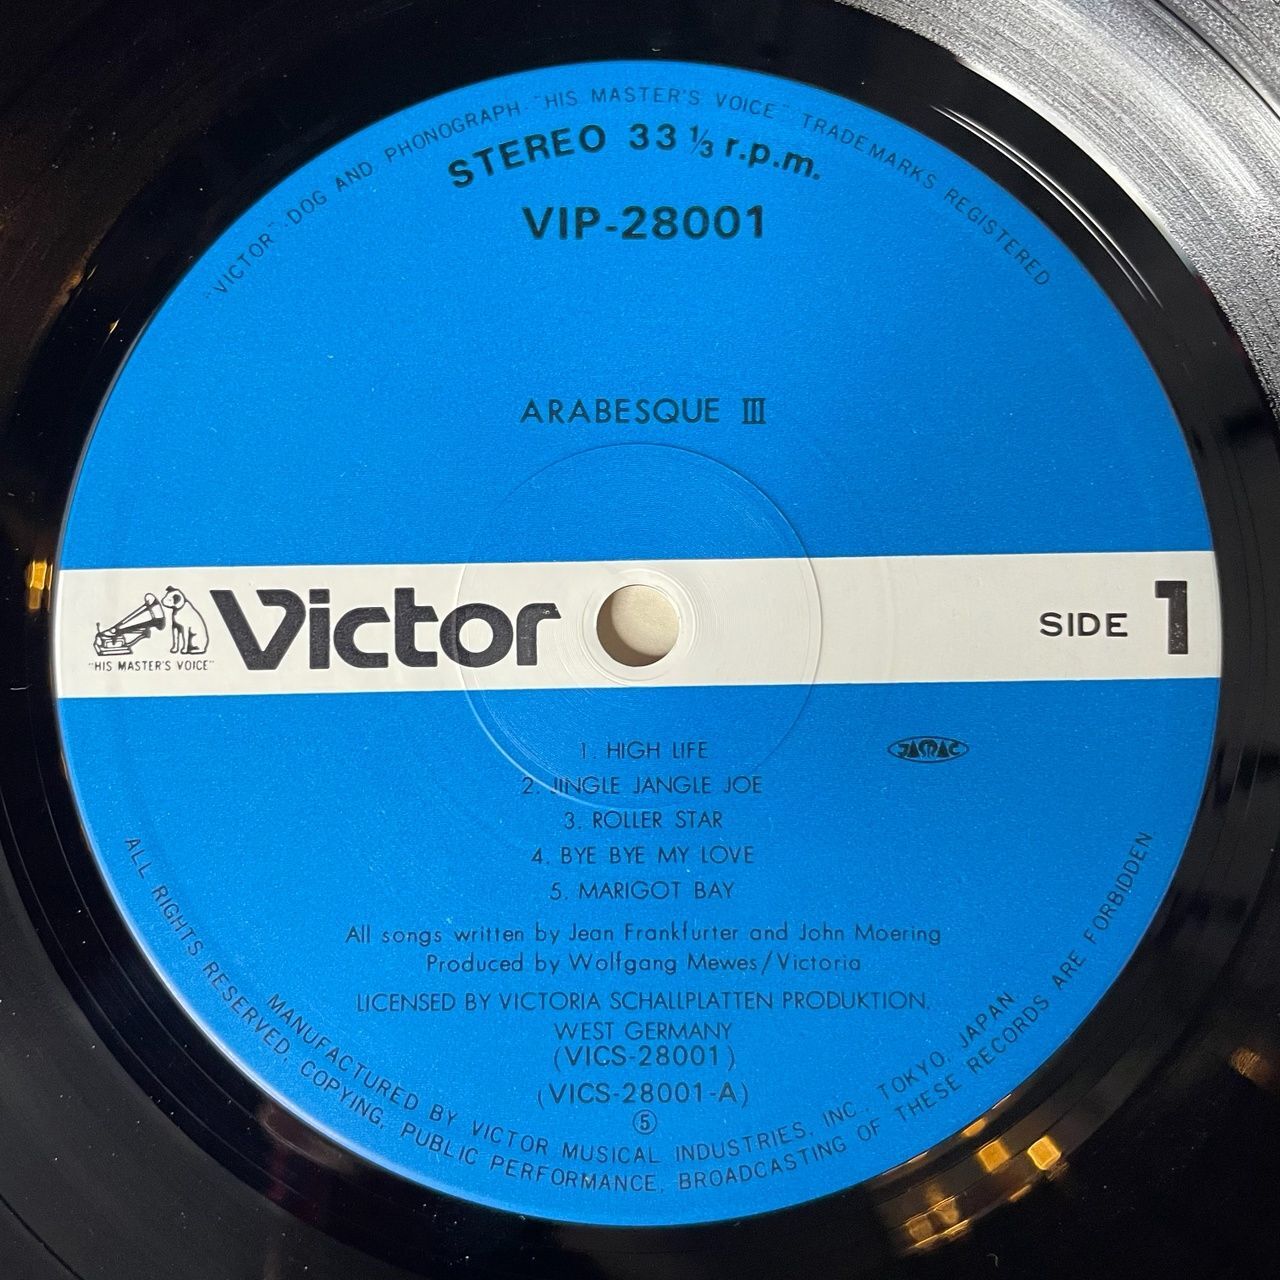 "VICTOR"·DOG AND PHONOGRAPH·"HIS MASTER'S VOICE" TRADEMARKS REGISTERED
STEREO 33 1/3 r.p.m.
VIP-28001
ARABESQUE III
"HIS MASTER'S VOICE"
Victor
SIDE 1
1. HIGH LIFE
JASRAC
2. JINGLE JANGLE JOE
3. ROLLER STAR
4. BYE BYE MY LOVE
5. MARIGOT BAY
All songs written by Jean Frankfurter and John Moering
Produced by Wolfgang Mewes/Victoria
LICENSED BY VICTORIA SCHALLPLATTEN PRODUKTION,
WEST GERMANY
(VICS-28001)
(VICS-28001-A)
⑤
MANUFACTURED BY VICTOR MUSICAL INDUSTRIES, INC., TOKYO, JAPAN
ALL RIGHTS RESERVED, COPYING, PUBLIC PERFORMANCE, BROADCASTING OF THESE RECORDS ARE FORBIDDEN